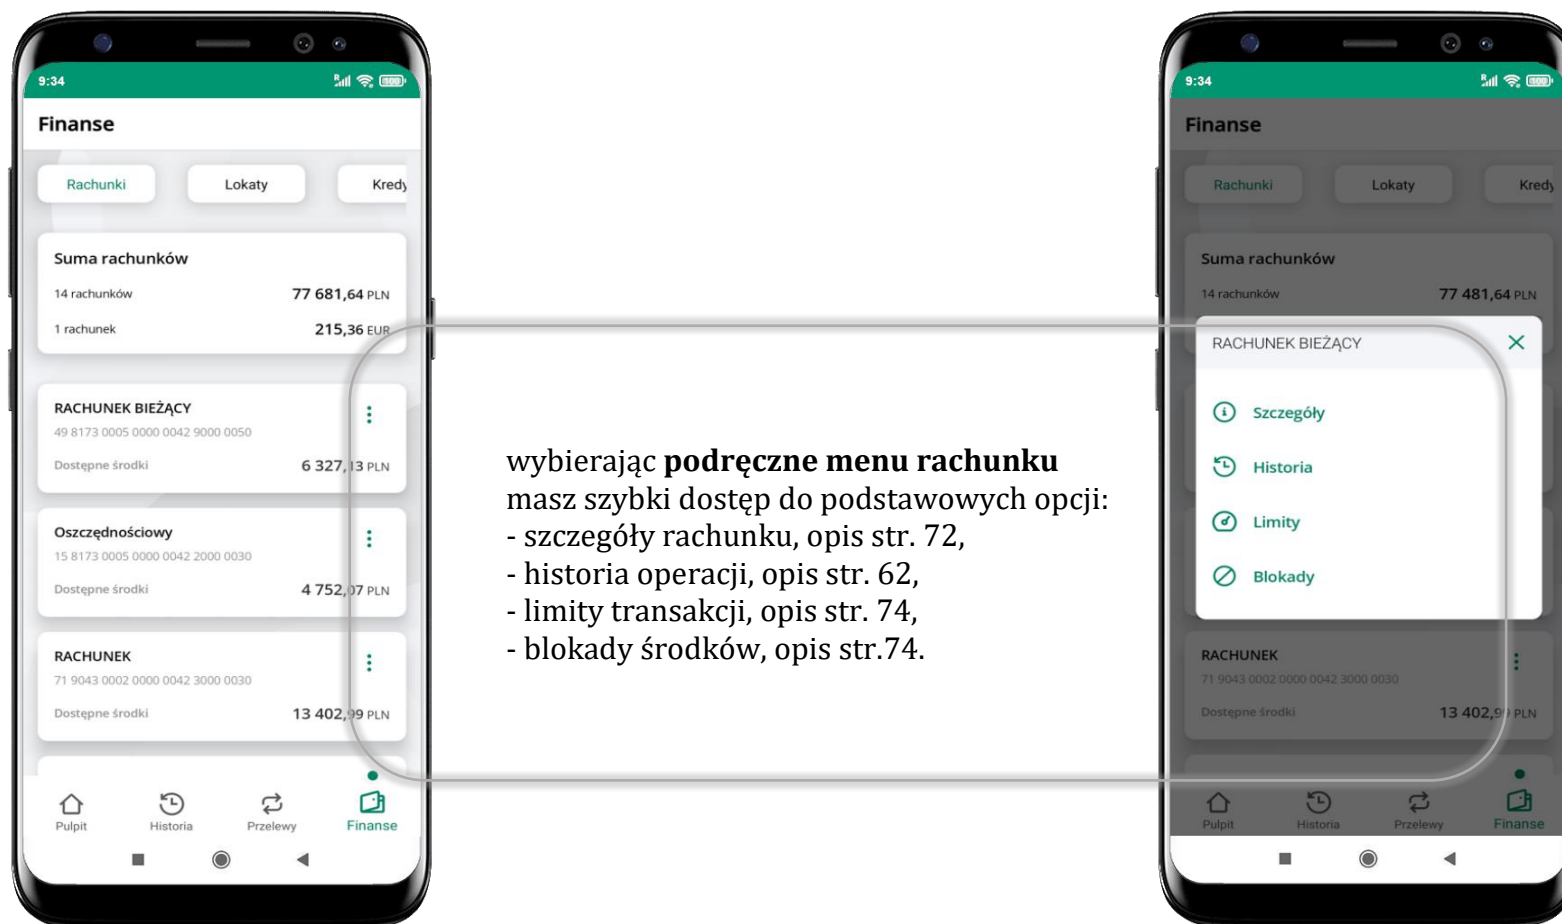 9:34
Finanse
Rachunki Lokaty Kredy
Suma rachunków
14 rachunków 77 681,64 PLN
1 rachunek 215,36 EUR
RACHUNEK BIEŻĄCY
49 8173 0005 0000 0042 9000 0050
Dostępne środki 6 327,13 PLN
Oszczędnościowy
15 8173 0005 0000 0042 2000 0030
Dostępne środki 4 752,07 PLN
RACHUNEK
71 9043 0002 0000 0042 3000 0030
Dostępne środki 13 402,99 PLN
Pulpit Historia Przelewy Finanse
wybierając podręczne menu rachunku
masz szybki dostęp do podstawowych opcji:
- szczegóły rachunku, opis str. 72,
- historia operacji, opis str. 62,
- limity transakcji, opis str. 74,
- blokady środków, opis str.74.
9:34
Finanse
Rachunki Lokaty Kredy
Suma rachunków
14 rachunków 77 481,64 PLN
RACHUNEK BIEŻĄCY
Szczegóły
Historia
Limity
Blokady
RACHUNEK
71 9043 0002 0000 0042 3000 0030
Dostępne środki 13 402,99 PLN
Pulpit Historia Przelewy Finanse